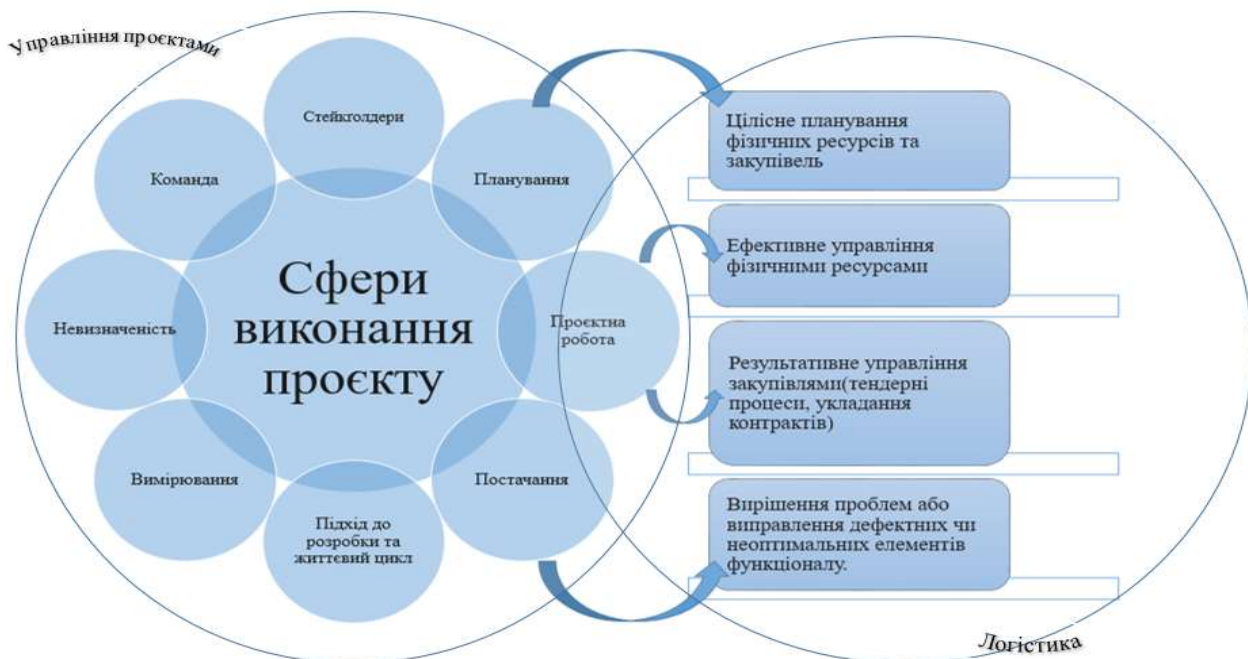 Управління проєктами
Стейкголдери
Команда
Планування
Невизначеність
Сфери
виконання
проєкту
Проєктна
робота
Вимірювання
Постачання
Підхід до
розробки та
життєвий цикл
Цілісне планування
фізичних ресурсів та
закупівель
Ефективне управління
фізичними ресурсами
Результативне управління
закупівлями(тендерні
процеси, укладання
контрактів)
Вирішення проблем або
виправлення дефектних чи
неоптимальних елементів
функціоналу.
Логістика